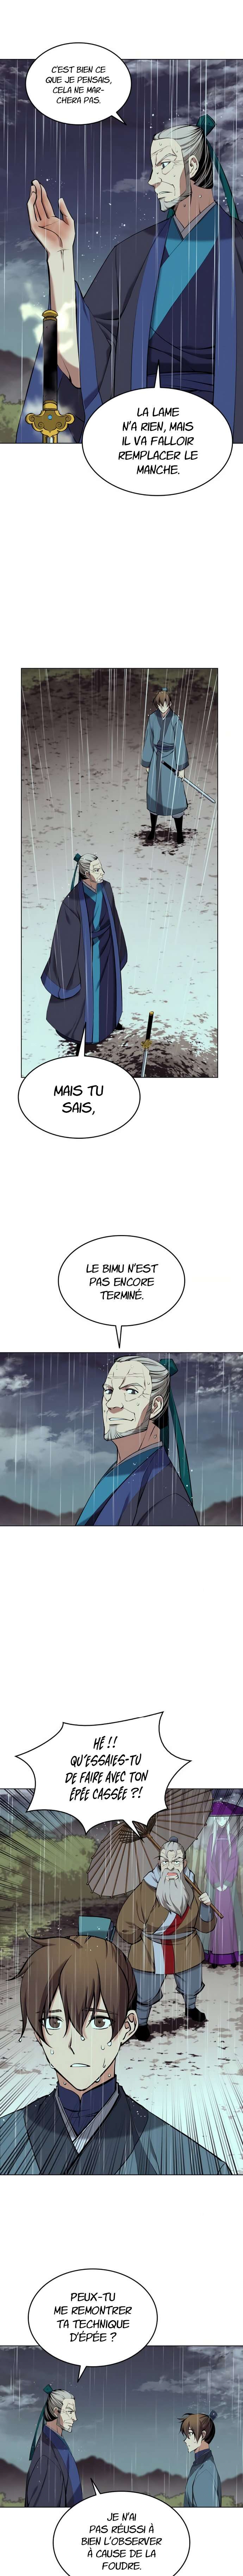 C'EST BIEN CE
QUE JE PENSAIS,
CELA NE MAR-
CHERA PAS.
LA LAME
N'A RIEN, MAIS
IL VA FALLOIR
REMPLACER LE
MANCHE.
MAIS TU
SAIS,
LE BIMU N'EST
PAS ENCORE
TERMINÉ.
HÉ !!
QU'ESSAIES-TU
DE FAIRE AVEC TON
ÉPÉE CASSÉE ?!
PEUX-TU
ME REMONTRER
TA TECHNIQUE
D'ÉPÉE ?
JE N'AI
PAS RÉUSSI À
BIEN L'OBSERVER
À CAUSE DE LA
FOUDRE.